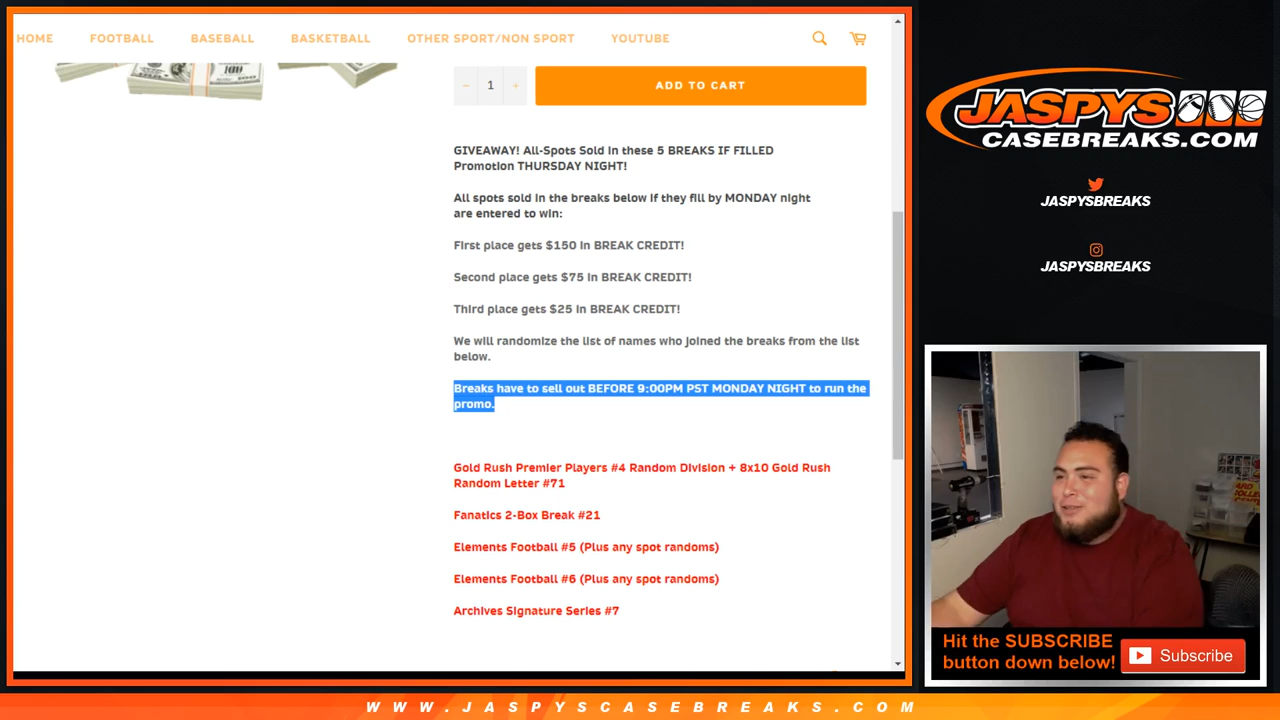 HOME FOOTBALL BASEBALL BASKETBALL OTHER SPORT/NON SPORT YOUTUBE
− 1 + ADD TO CART
GIVEAWAY! All-Spots Sold in these 5 BREAKS IF FILLED
Promotion THURSDAY NIGHT!
All spots sold in the breaks below if they fill by MONDAY night
are entered to win:
First place gets $150 in BREAK CREDIT!
Second place gets $75 in BREAK CREDIT!
Third place gets $25 in BREAK CREDIT!
We will randomize the list of names who joined the breaks from the list
below.
Breaks have to sell out BEFORE 9:00PM PST MONDAY NIGHT to run the
promo.
Gold Rush Premier Players #4 Random Division + 8x10 Gold Rush
Random Letter #71
Fanatics 2-Box Break #21
Elements Football #5 (Plus any spot randoms)
Elements Football #6 (Plus any spot randoms)
Archives Signature Series #7
JASPYS
CASEBREAKS.COM
JASPYSBREAKS
JASPYSBREAKS
Hit the SUBSCRIBE
button down below!
Subscribe
WWW.JASPYSCASEBREAKS.COM